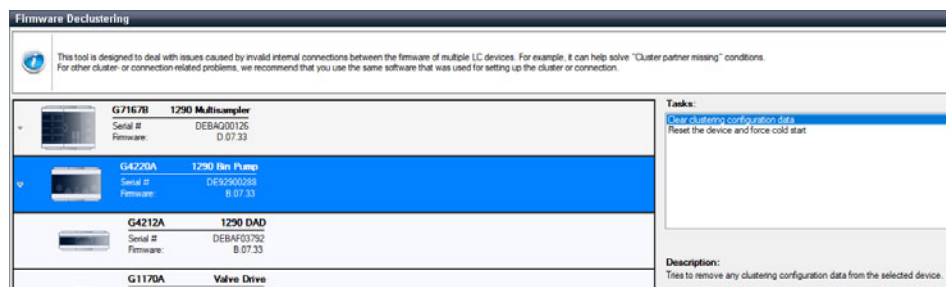 Firmware Declustering
This tool is designed to deal with issues caused by invalid internal connections between the firmware of multiple LC devices. For example, it can help solve "Cluster partner missing" conditions.
For other cluster- or connection-related problems, we recommend that you use the same software that was used for setting up the cluster or connection.
G7167B 1290 Multisampler
Serial # DEBAQ00126
Firmware: D.07.33
G4220A 1290 Bin Pump
Serial # DE92900288
Firmware: B.07.33
G4212A 1290 DAD
Serial # DEBAF03792
Firmware: B.07.33
G1170A Valve Drive
Tasks:
Clear clustering configuration data
Reset the device and force cold start
Description:
Tries to remove any clustering configuration data from the selected device.